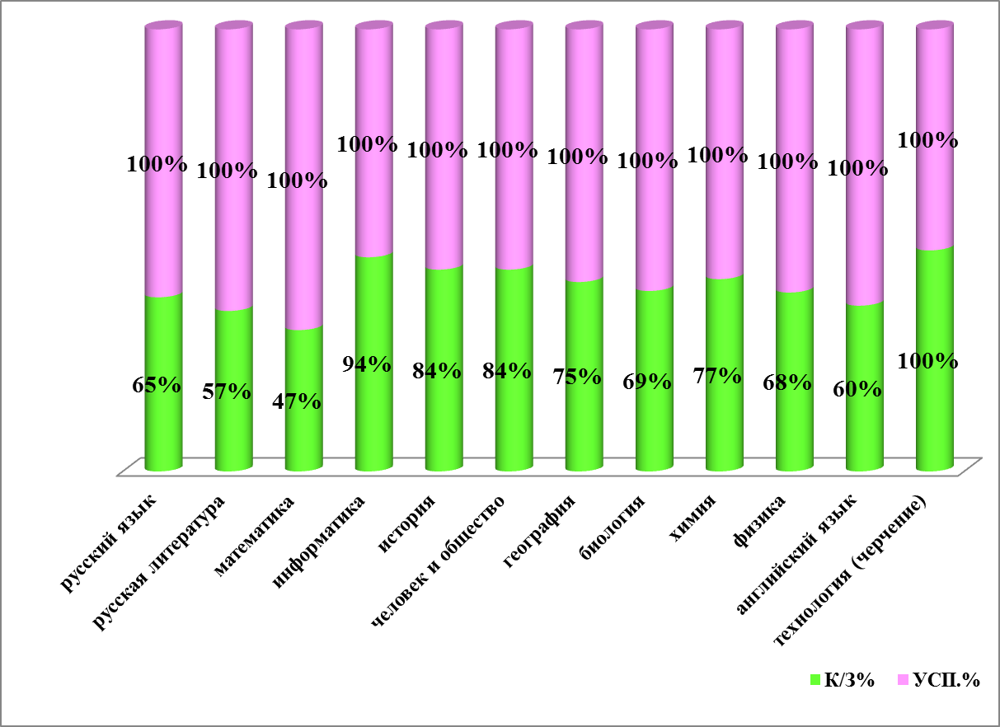 100%
100%
100%
100%
100%
100%
100%
100%
100%
100%
100%
100%
65%
57%
47%
94%
84%
84%
75%
69%
77%
68%
60%
100%
русский язык
русская литература
математика
информатика
история
человек и общество
география
биология
химия
физика
английский язык
технология (черчение)
К/З%
УСП.%